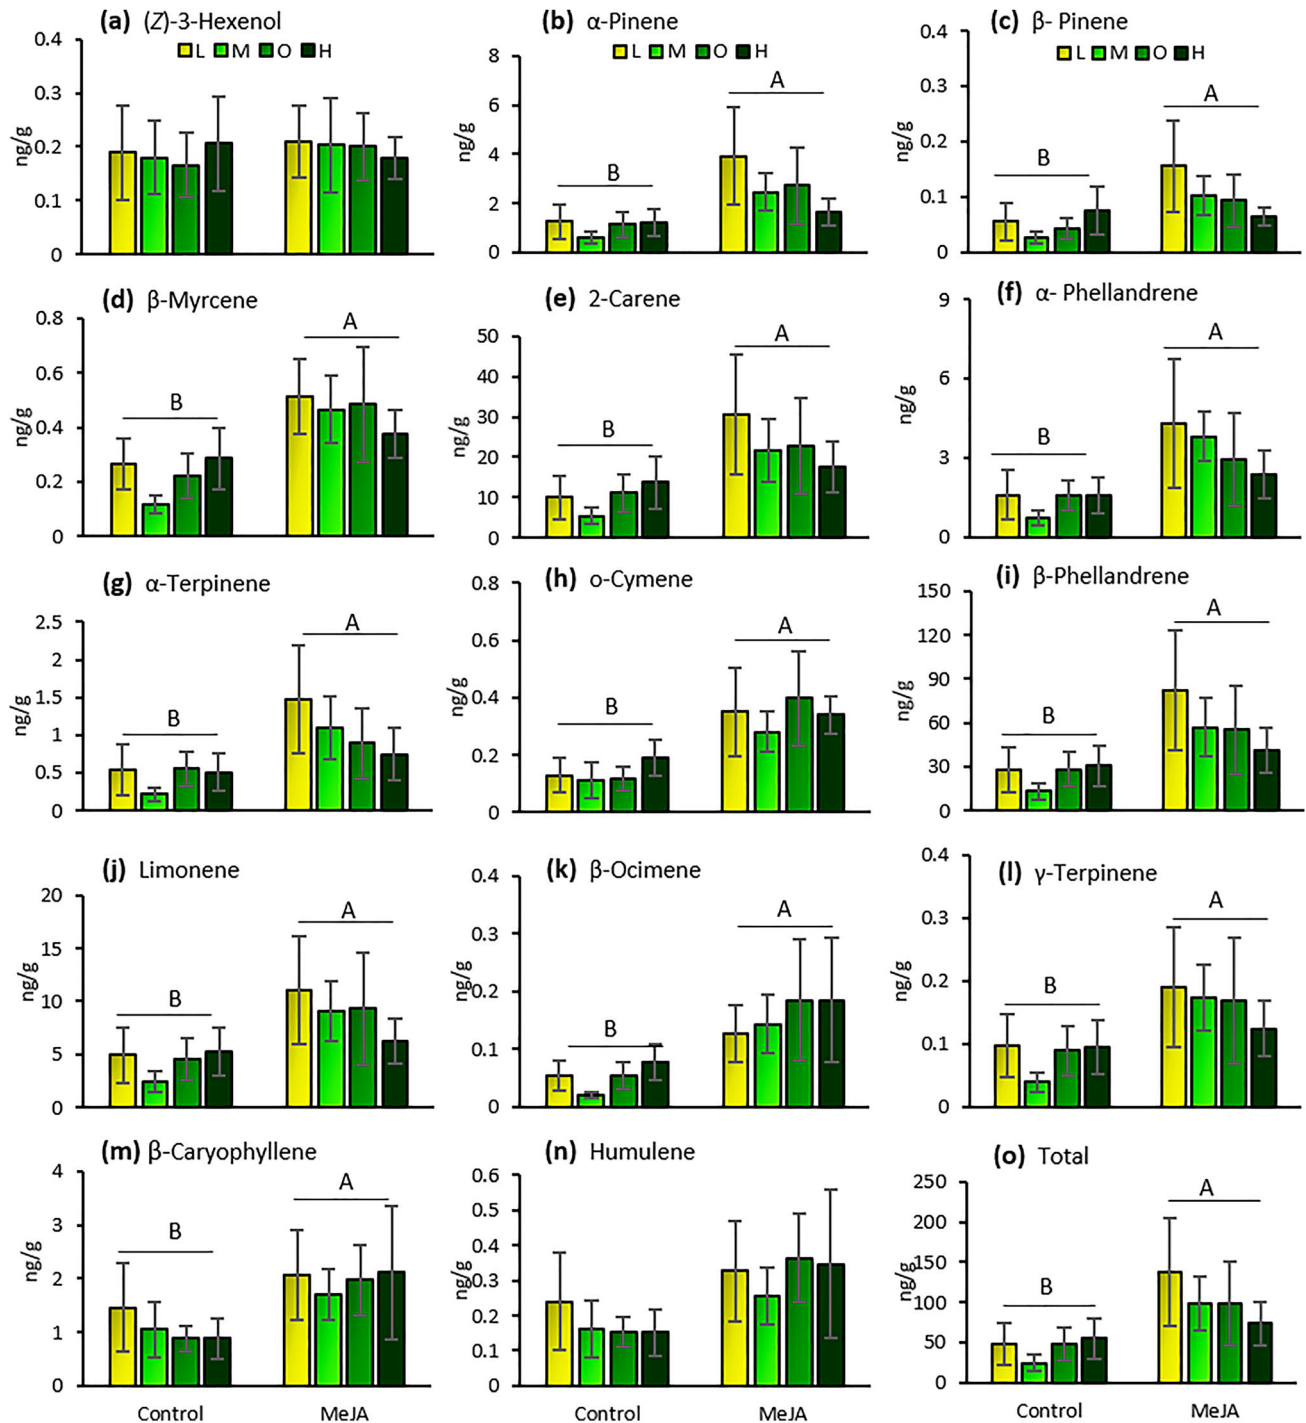 (a) (Z)-3-Hexenol
L M O H
0.4
0.3
0.2
0.1
0
ng/g
(b) α-Pinene
L M O H
8
6
4
2
0
ng/g
B
A
(c) β- Pinene
L M O H
0.4
0.3
0.2
0.1
0
ng/g
B
A
(d) β-Myrcene
0.8
0.6
0.4
0.2
0
ng/g
B
A
(e) 2-Carene
50
40
30
20
10
0
ng/g
B
A
(f) α- Phellandrene
9
6
3
0
ng/g
B
A
(g) α-Terpinene
2.5
2
1.5
1
0.5
0
ng/g
B
A
(h) o-Cymene
0.8
0.6
0.4
0.2
0
ng/g
B
A
(i) β-Phellandrene
150
120
90
60
30
0
ng/g
B
A
(j) Limonene
20
15
10
5
0
ng/g
B
A
(k) β-Ocimene
0.4
0.3
0.2
0.1
0
ng/g
B
A
(l) γ-Terpinene
0.4
0.3
0.2
0.1
0
ng/g
B
A
(m) β-Caryophyllene
4
3
2
1
0
ng/g
B
A
Control MeJA
(n) Humulene
0.6
0.5
0.4
0.3
0.2
0.1
0
ng/g
Control MeJA
(o) Total
250
200
150
100
50
0
ng/g
B
A
Control MeJA